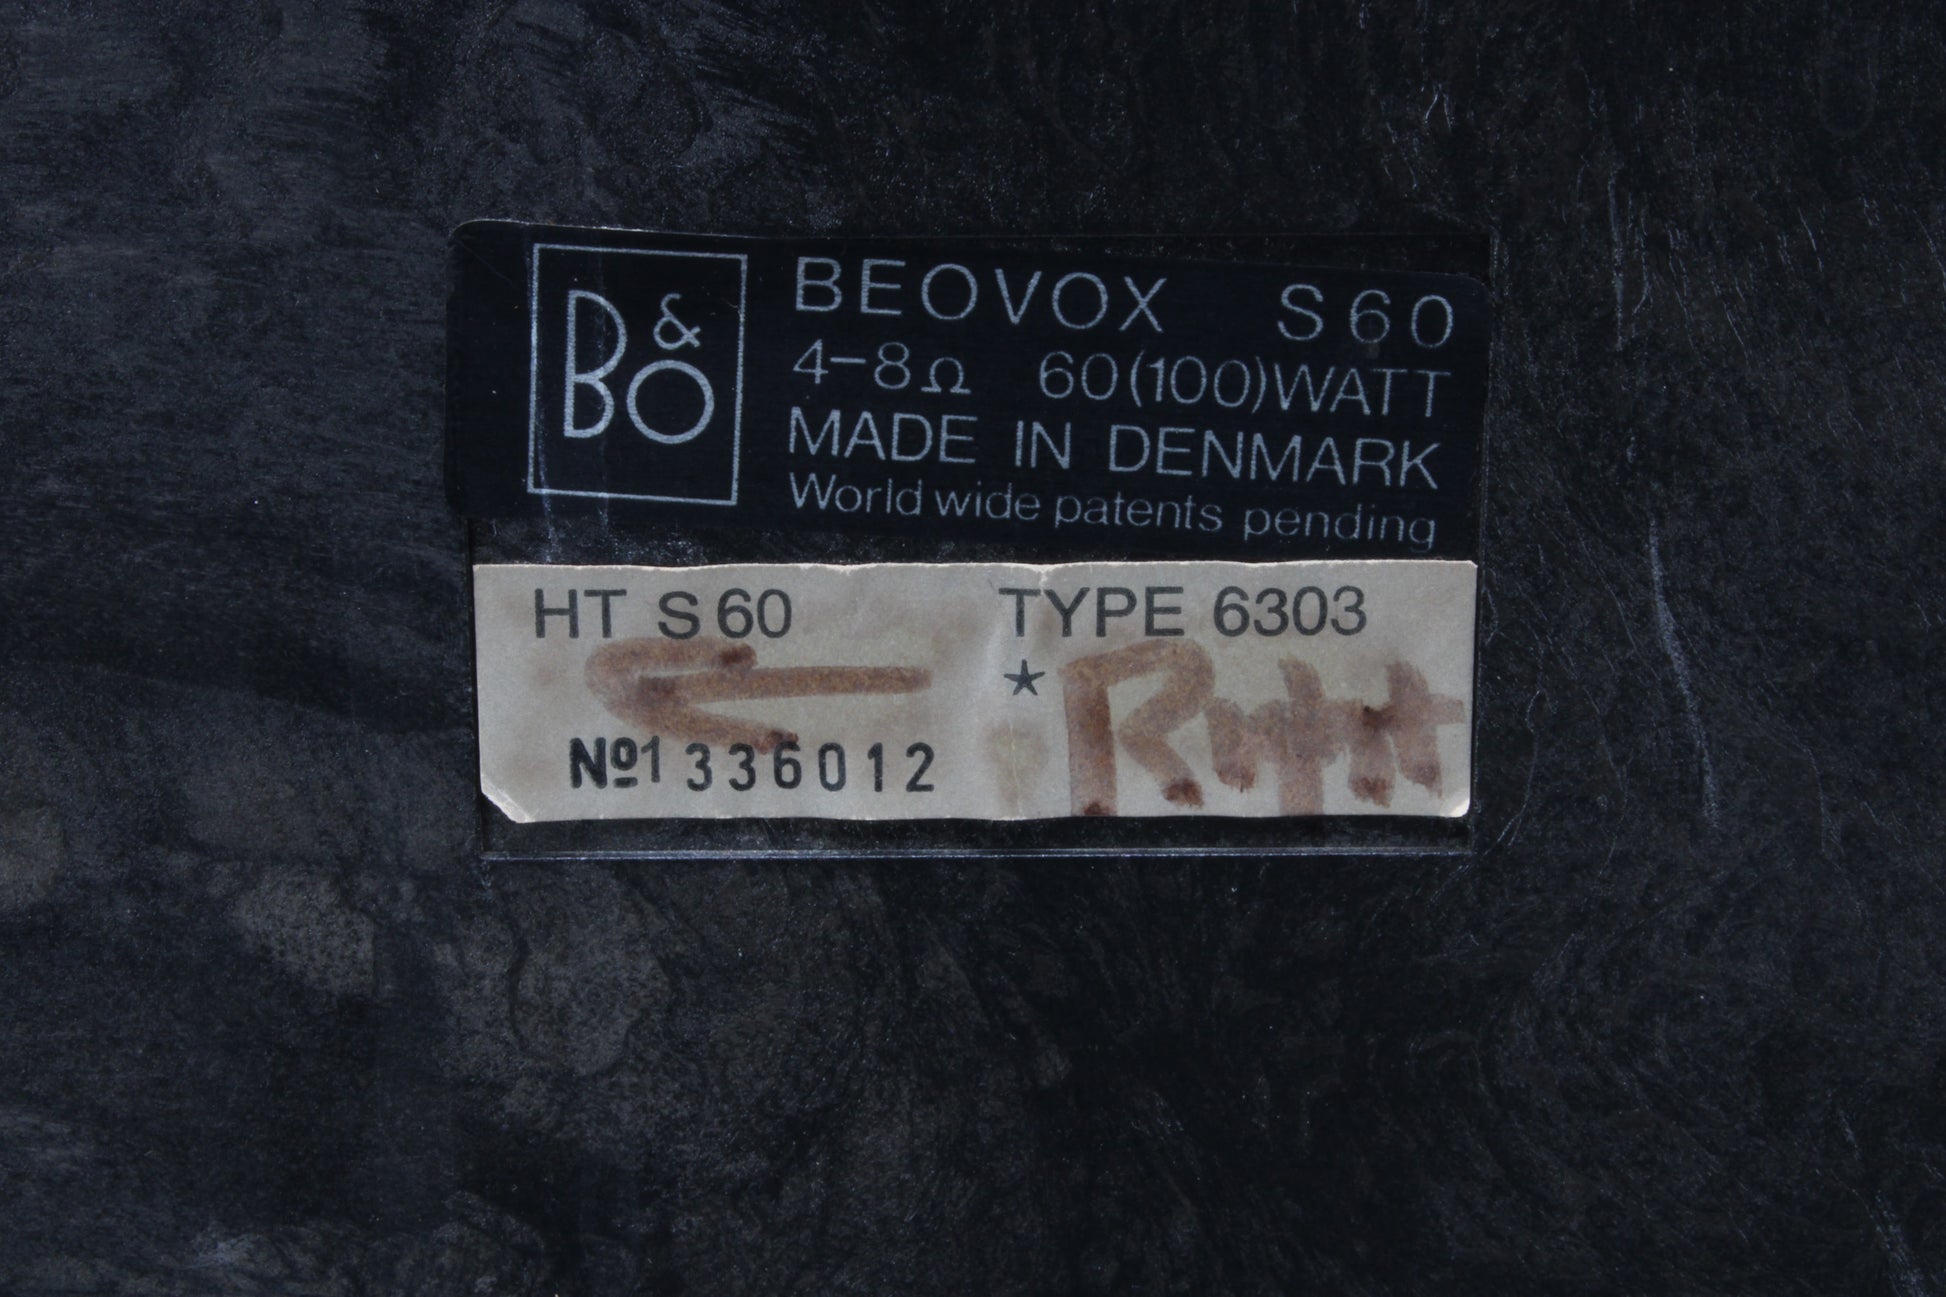 B&O
BEOVOX S60
4-8Ω 60(100)WATT
MADE IN DENMARK
World wide patents pending
HT S60 TYPE 6303
★ Right
№1336012